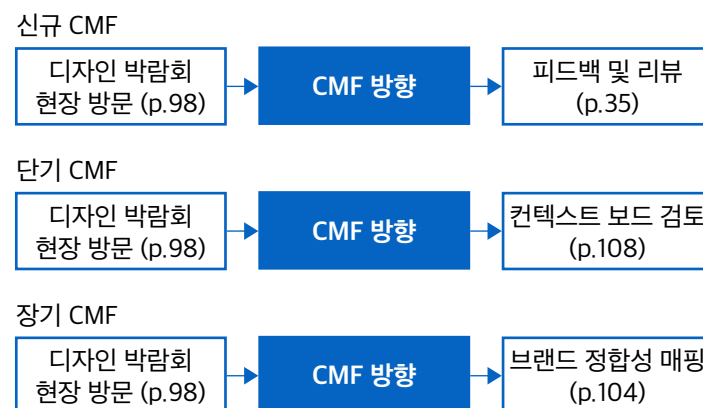 신규 CMF
디자인 박람회
현장 방문 (p.98)
CMF 방향
피드백 및 리뷰
(p.35)
단기 CMF
디자인 박람회
현장 방문 (p.98)
CMF 방향
컨텍스트 보드 검토
(p.108)
장기 CMF
디자인 박람회
현장 방문 (p.98)
CMF 방향
브랜드 정합성 매핑
(p.104)